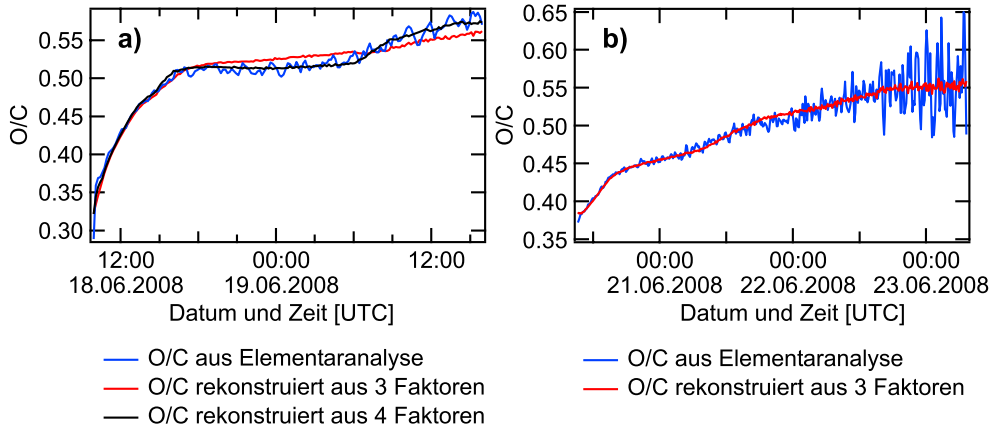 a)
O/C
0.55
0.50
0.45
0.40
0.35
0.30
12:00 00:00 12:00
18.06.2008 19.06.2008
Datum und Zeit [UTC]
O/C aus Elementaranalyse
O/C rekonstruiert aus 3 Faktoren
O/C rekonstruiert aus 4 Faktoren
b)
O/C
0.65
0.60
0.55
0.50
0.45
0.40
0.35
00:00 00:00 00:00
21.06.2008 22.06.2008 23.06.2008
Datum und Zeit [UTC]
O/C aus Elementaranalyse
O/C rekonstruiert aus 3 Faktoren